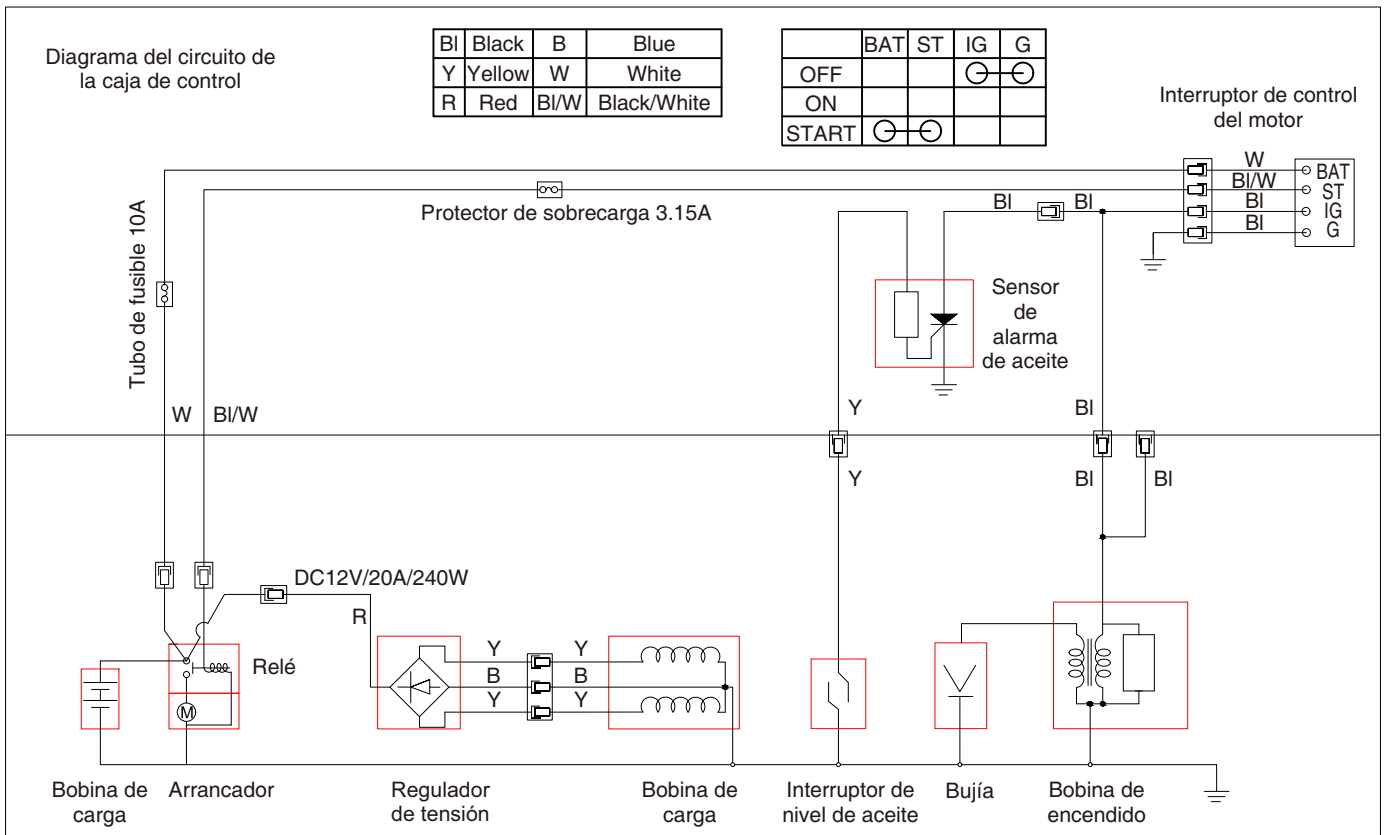 Diagrama del circuito de
la caja de control
Bl Black B Blue
Y Yellow W White
R Red Bl/W Black/White
BAT ST IG G
OFF
ON
START
Interruptor de control
del motor
W
BAT
Bl/W
ST
Bl
IG
Bl
G
Protector de sobrecarga 3.15A
Bl Bl
Tubo de fusible 10A
Sensor
de
alarma
de aceite
W Bl/W
Y
Bl
Y
Bl
Bl
DC12V/20A/240W
R
Relé
Y Y
B B
Y Y
M
Bobina de
carga
Arrancador
Regulador
de tensión
Bobina de
carga
Interruptor de
nivel de aceite
Bujía
Bobina de
encendido